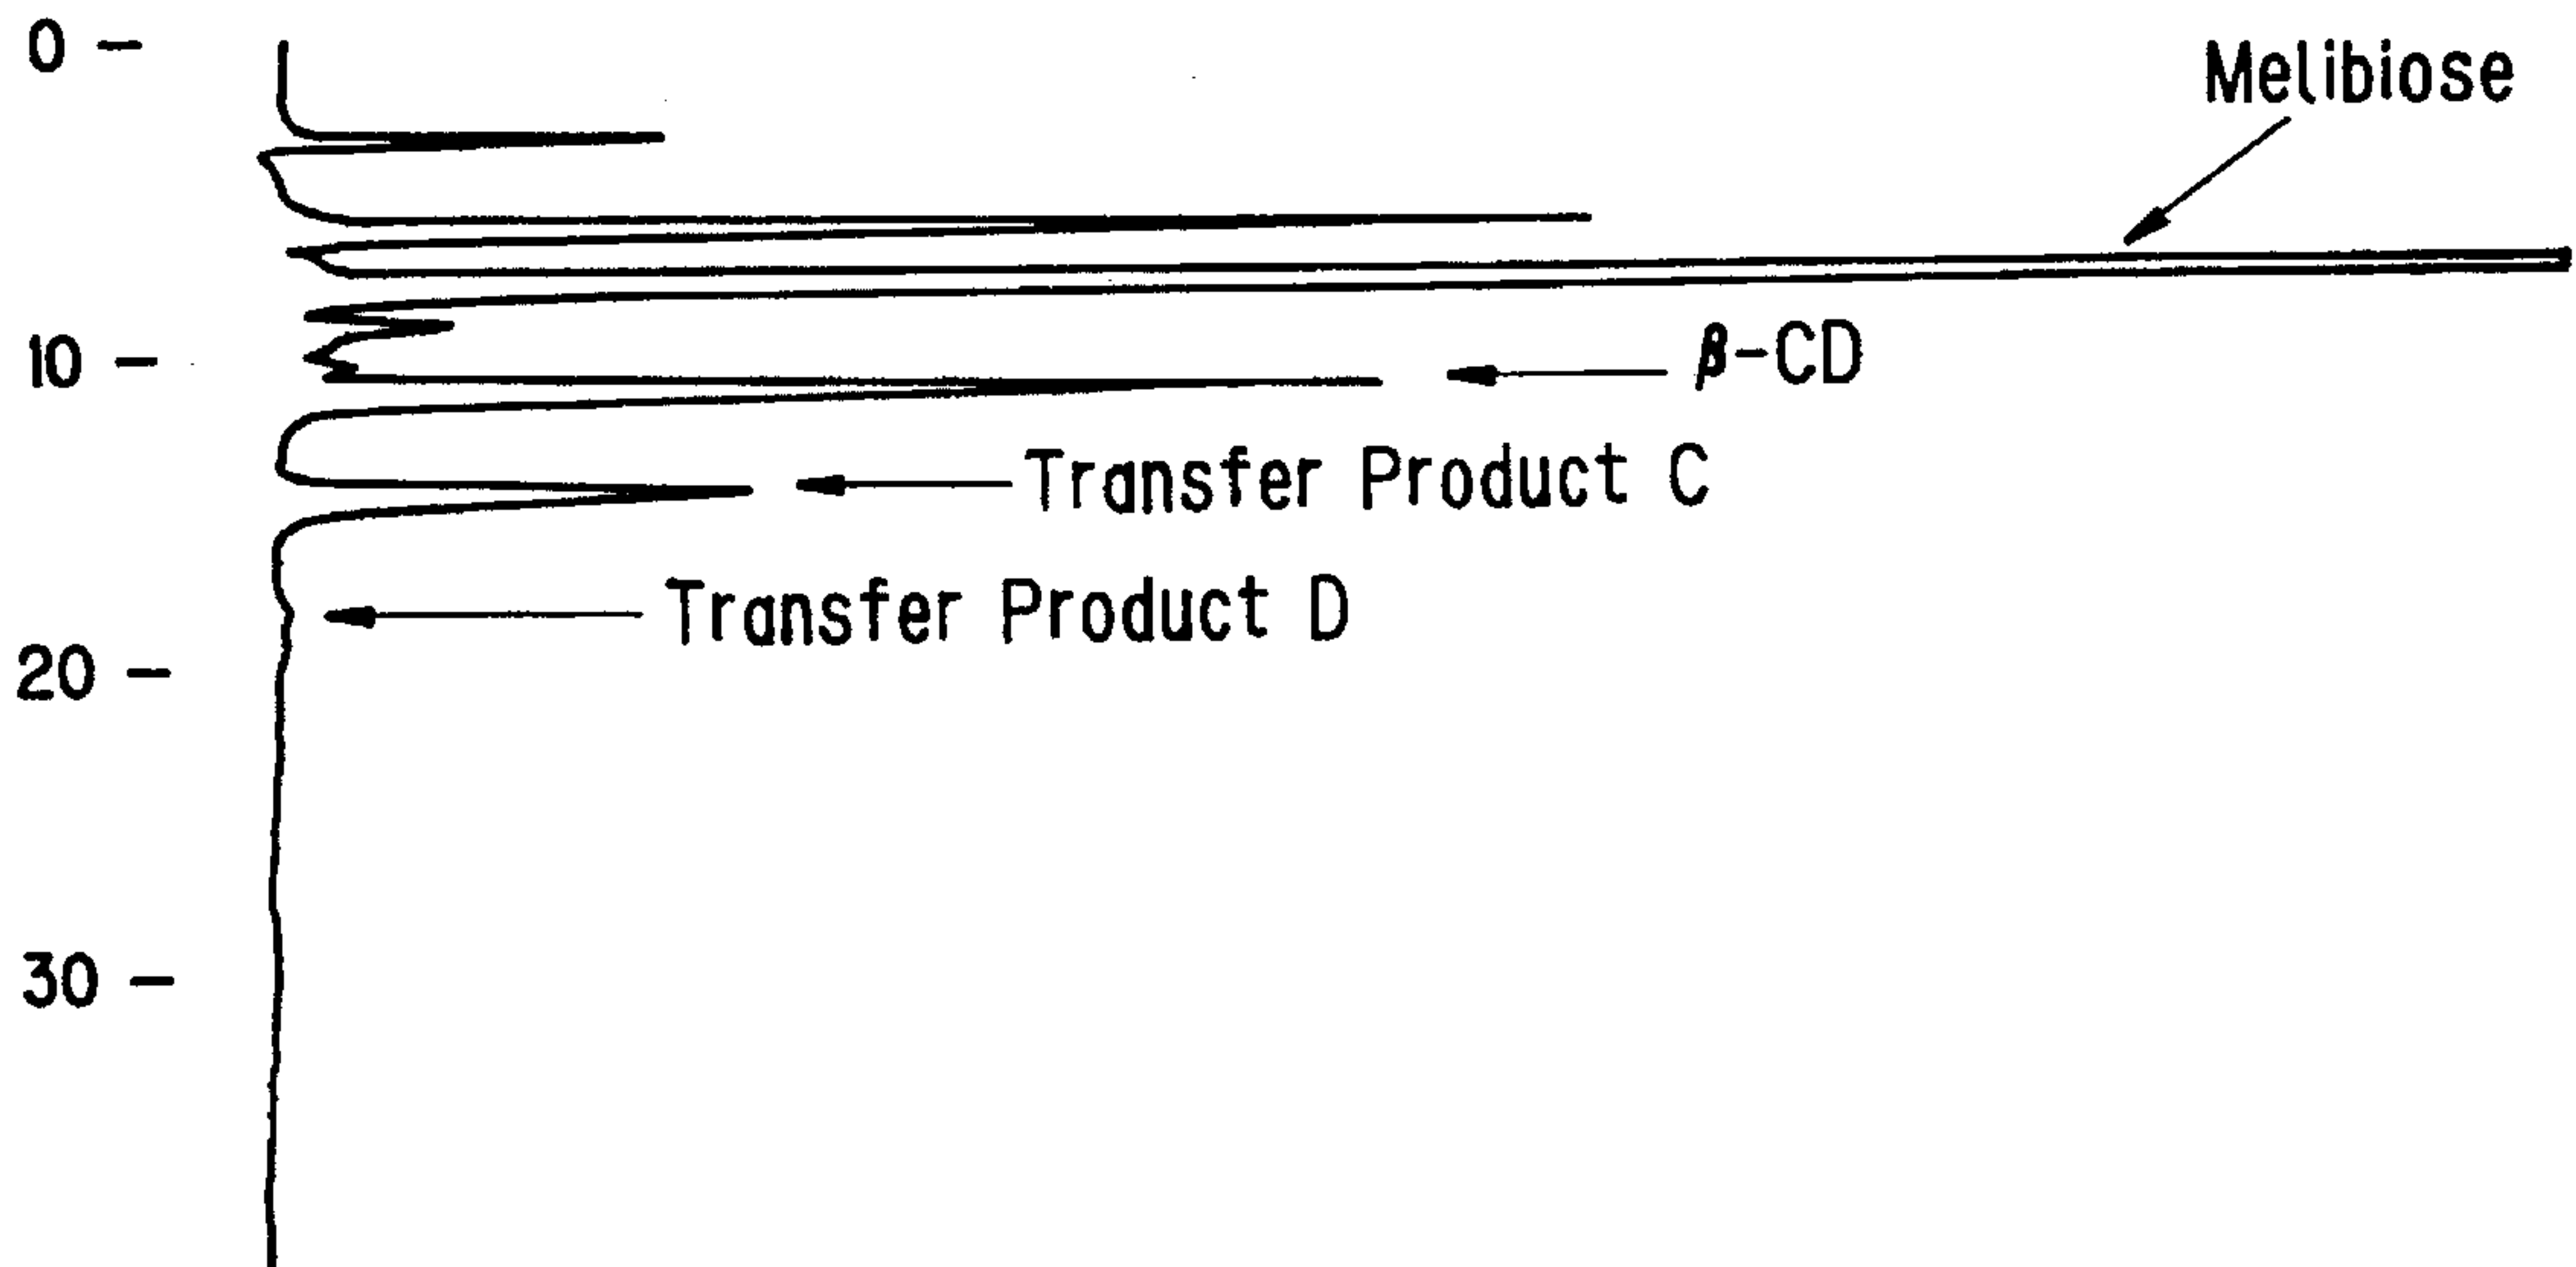 0
Melibiose
10
β-CD
Transfer Product C
Transfer Product D
20
30